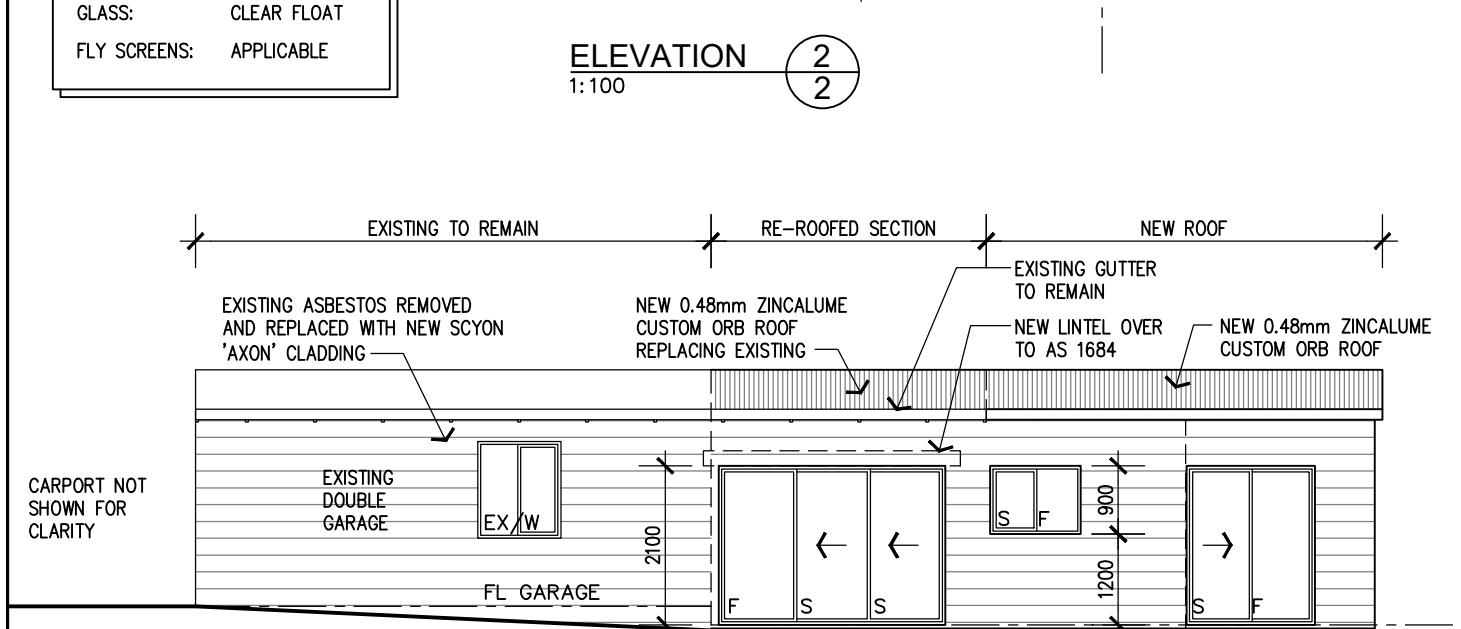 GLASS: CLEAR FLOAT
FLY SCREENS: APPLICABLE
ELEVATION
1:100
2
2
EXISTING TO REMAIN
RE-ROOFED SECTION
NEW ROOF
EXISTING ASBESTOS REMOVED
AND REPLACED WITH NEW SCYON
'AXON' CLADDING
NEW 0.48mm ZINCALUME
CUSTOM ORB ROOF
REPLACING EXISTING
EXISTING GUTTER
TO REMAIN
NEW LINTEL OVER
TO AS 1684
NEW 0.48mm ZINCALUME
CUSTOM ORB ROOF
CARPORT NOT
SHOWN FOR
CLARITY
EXISTING
DOUBLE
GARAGE
EX/W
FL GARAGE
2100
F
S
S
S
F
900
1200
S
F